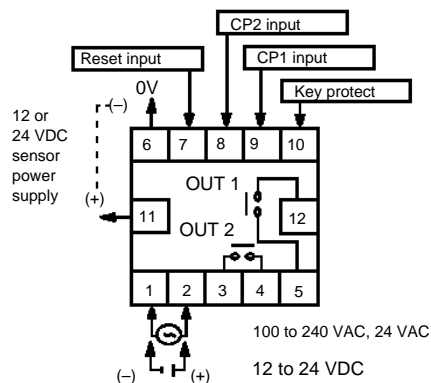 CP2 input
Reset input
CP1 input
Key protect
0V
(–)
12 or
24 VDC
sensor
power
supply
(+)
6 7 8 9 10
OUT 1
11
12
OUT 2
1 2 3 4 5
100 to 240 VAC, 24 VAC
(–) (+)
12 to 24 VDC